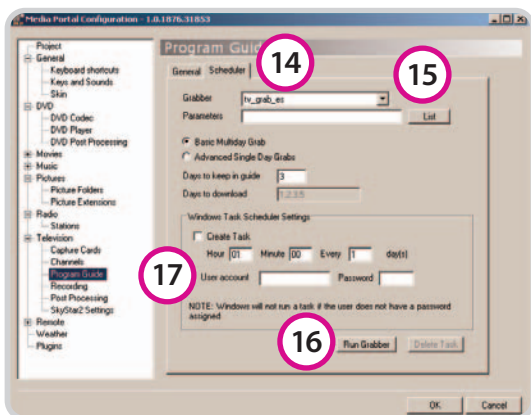 Media Portal Configuration - 1.0.1876.31853
Project
General
Keyboard shortcuts
Keys and Sounds
Skin
DVD
DVD Codec
DVD Player
DVD Post Processing
Movies
Music
Pictures
Picture Folders
Picture Extensions
Radio
Stations
Television
Capture Cards
Channels
Program Guide
Recording
Post Processing
SkyStar2 Settings
Remote
Weather
Plugins
Program Guide
14
15
General Scheduler
Grabber tv_grab_es
Parameters List
Basic Multiday Grab
Advanced Single Day Grabs
Days to keep in guide 3
Days to download 1,2,3,5
Windows Task Scheduler Settings
Create Task
Hour 01 Minute 00 Every 1 day(s)
17
User account Password
NOTE: Windows will not run a task if the user does not have a password
assigned
16
Run Grabber Delete Task
OK Cancel